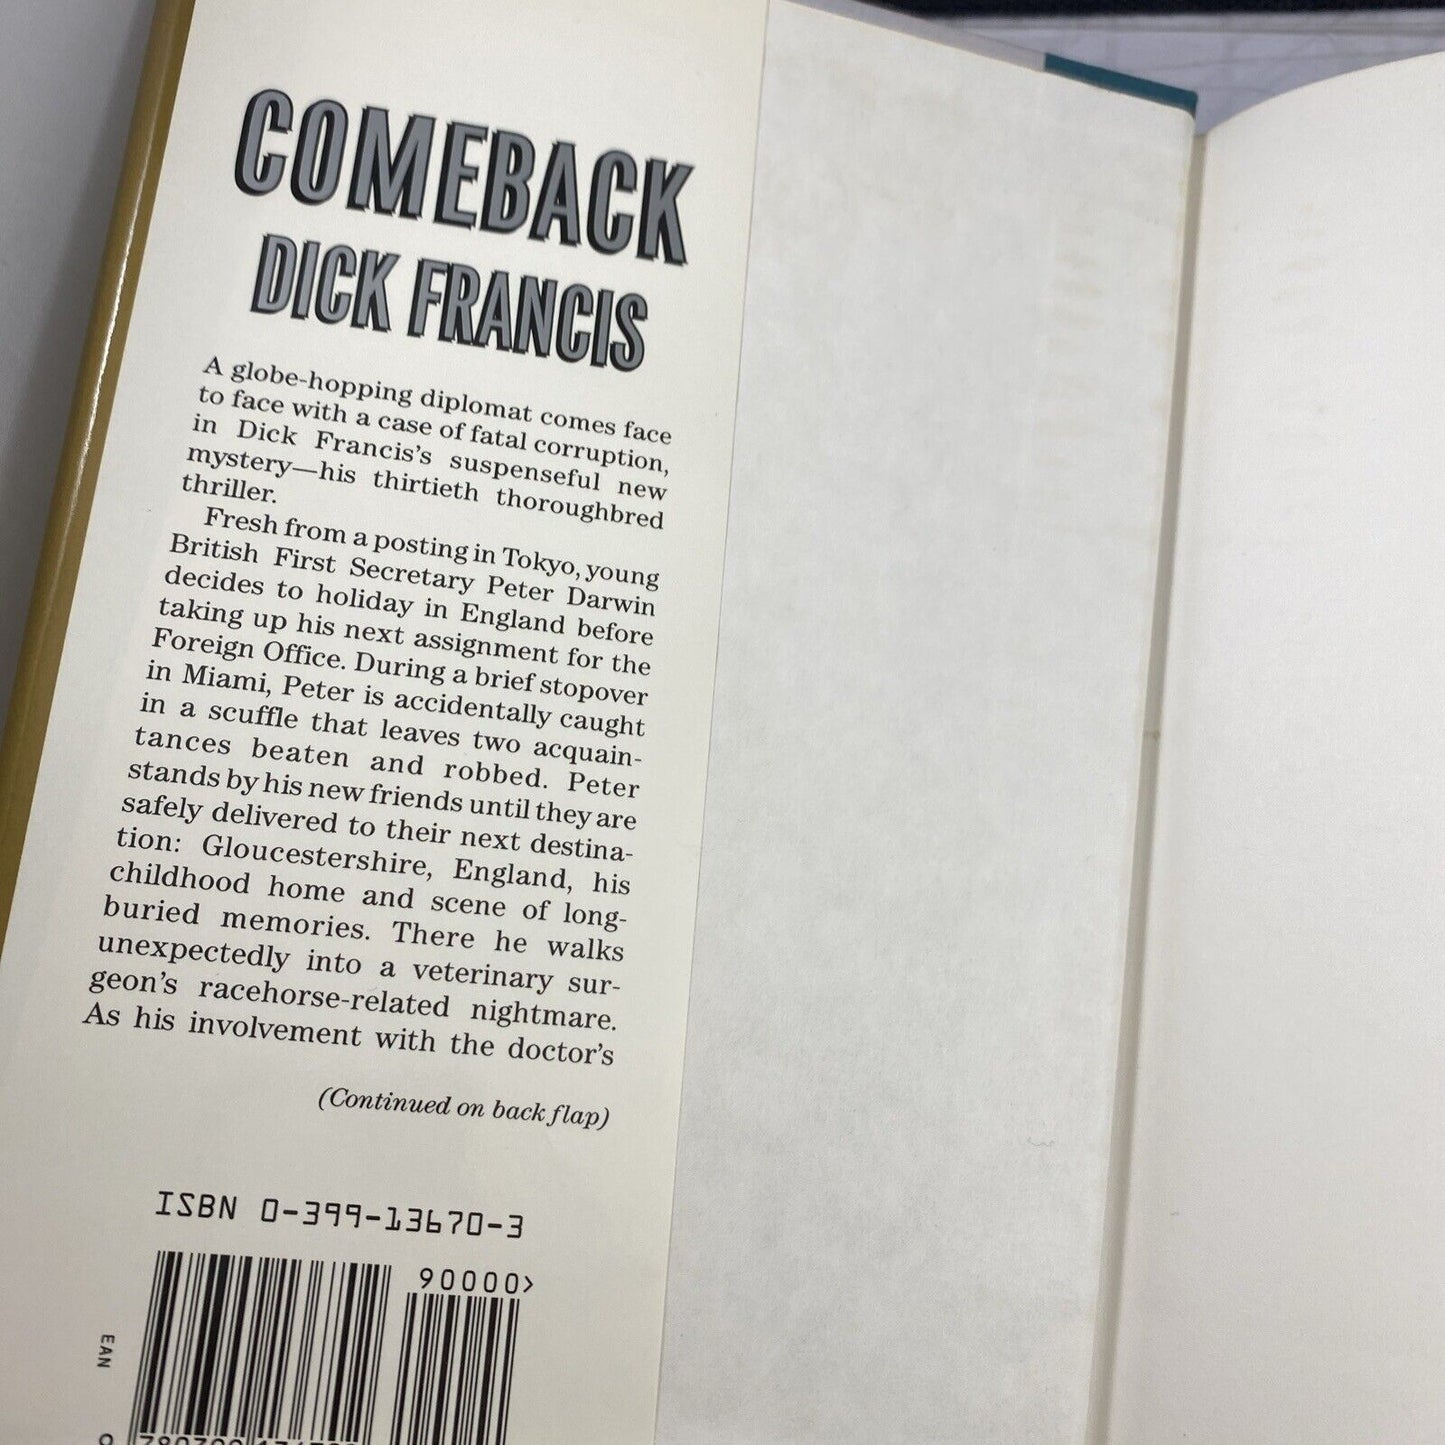 COMEBACK
DICK FRANCIS
A globe-hopping diplomat comes face
to face with a case of fatal corruption,
in Dick Francis's suspenseful new
mystery—his thirtieth thoroughbred
thriller.
Fresh from a posting in Tokyo, young
British First Secretary Peter Darwin
decides to holiday in England before
taking up his next assignment for the
Foreign Office. During a brief stopover
in Miami, Peter is accidentally caught
in a scuffle that leaves two acquain-
tances beaten and robbed. Peter
stands by his new friends until they are
safely delivered to their next destina-
tion: Gloucestershire, England, his
childhood home and scene of long-
buried memories. There he walks
unexpectedly into a veterinary sur-
geon's racehorse-related nightmare.
As his involvement with the doctor's
(Continued on back flap)
ISBN 0-399-13670-3
90000>
EAN